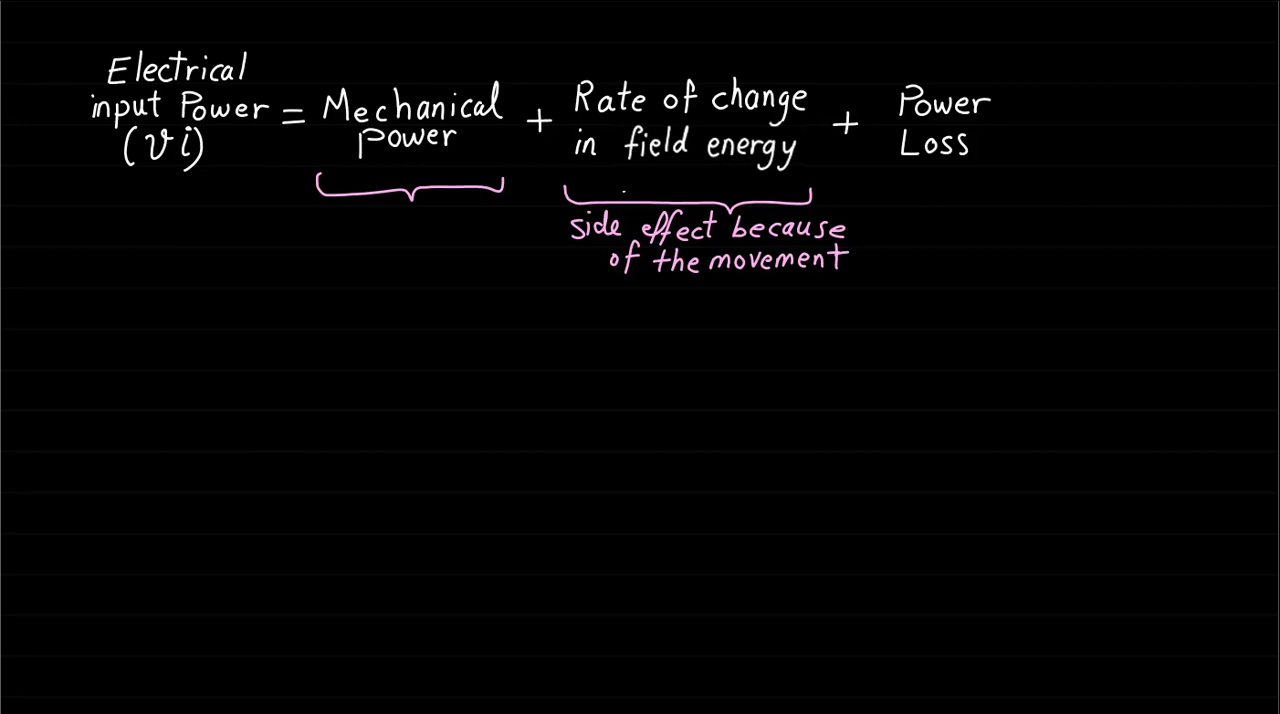 Electrical
input Power = Mechanical + Rate of change + Power
(vi) power in field energy Loss
side effect because
of the movement